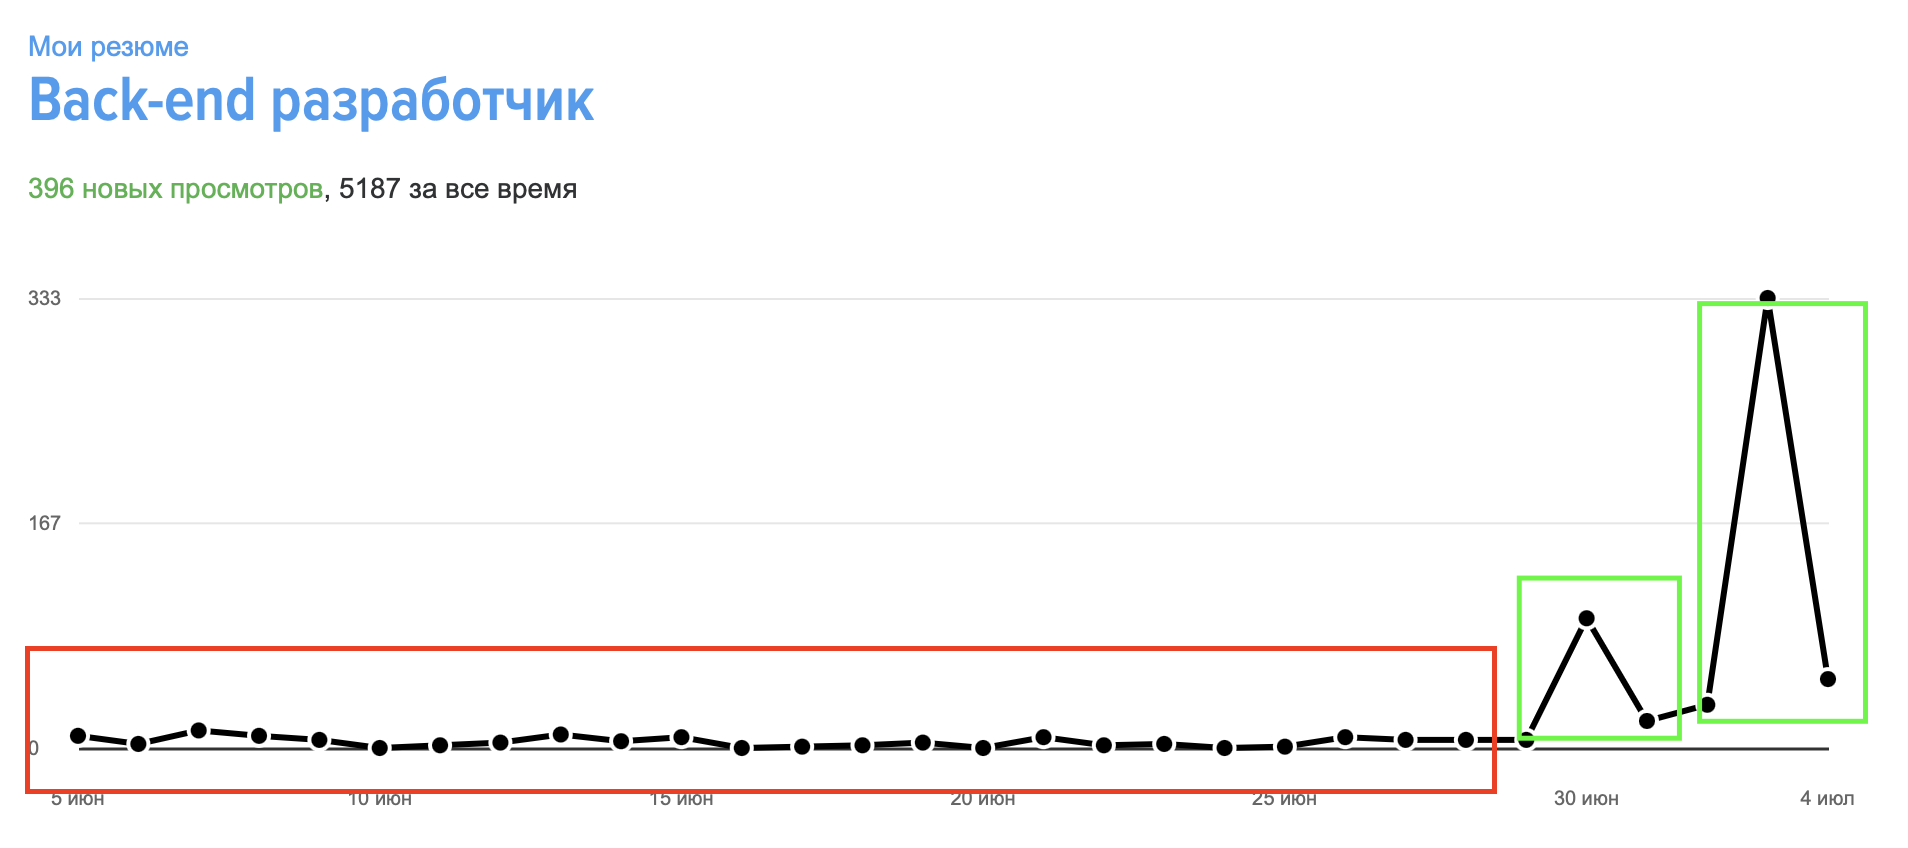 Мои резюме
Back-end разработчик
396 новых просмотров, 5187 за все время
333
167
0
5 июн 10 июн 15 июн 20 июн 25 июн 30 июн 4 июл